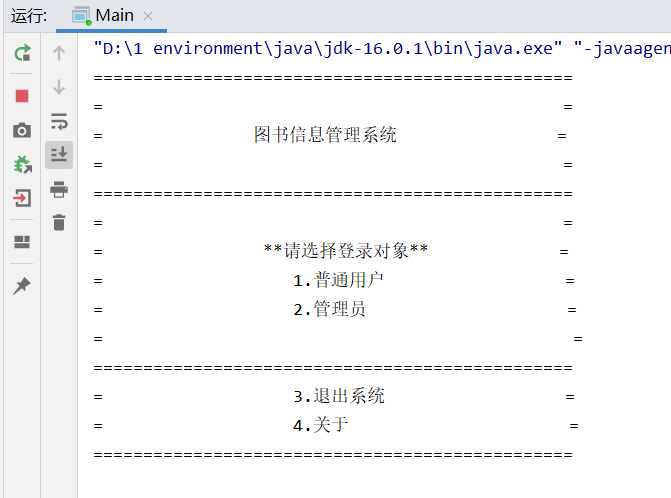 运行: Main
"D:\1 environment\java\jdk-16.0.1\bin\java.exe" "-javaagen
================================================
=                                              =
=               图书信息管理系统                =
=                                              =
================================================
=                                              =
=                **请选择登录对象**             =
=                   1.普通用户                  =
=                   2.管理员                    =
=                                               =
================================================
=                   3.退出系统                  =
=                   4.关于                      =
================================================